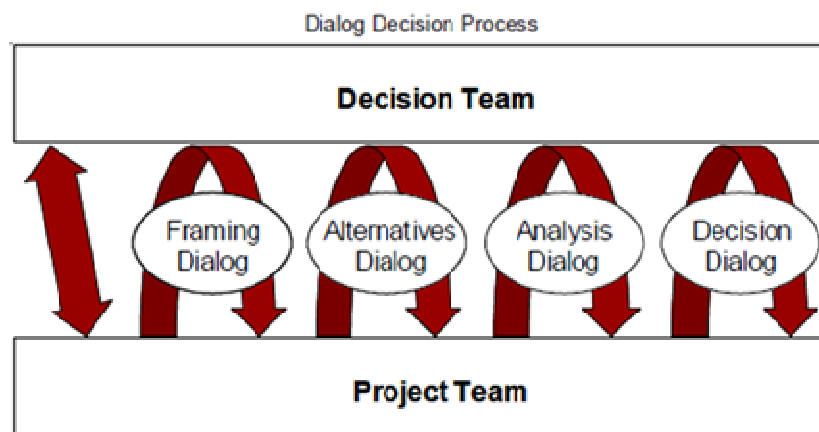 Dialog Decision Process
Decision Team
Framing
Dialog
Alternatives
Dialog
Analysis
Dialog
Decision
Dialog
Project Team